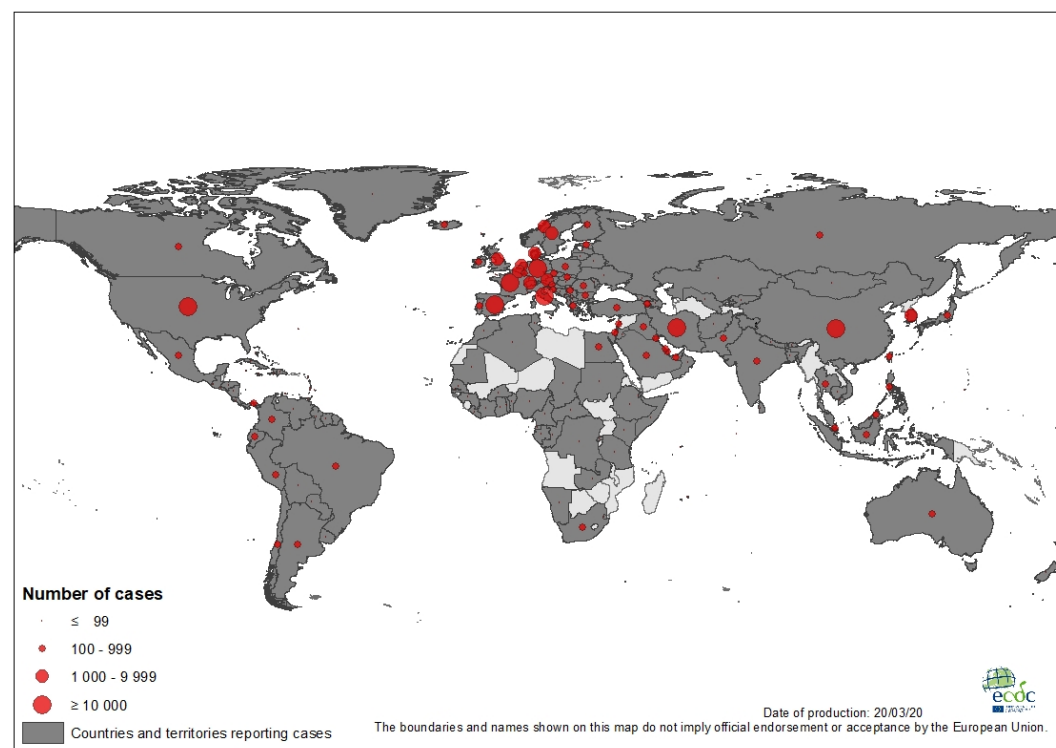 Number of cases
≤ 99
100 - 999
1 000 - 9 999
≥ 10 000
Countries and territories reporting cases
ecdc
Date of production: 20/03/20
The boundaries and names shown on this map do not imply official endorsement or acceptance by the European Union.